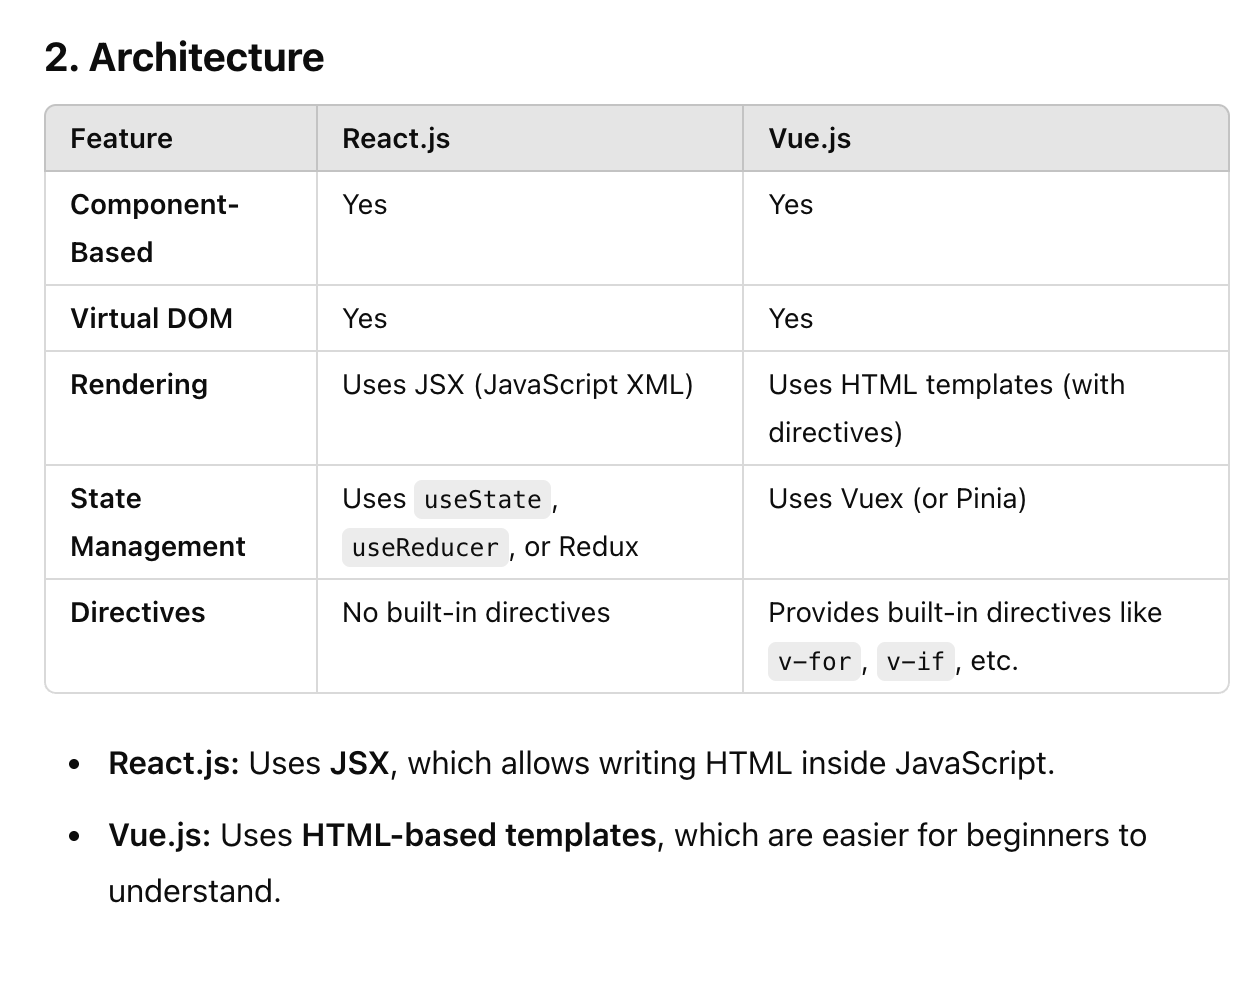 2. Architecture
Feature React.js Vue.js
Component- Yes Yes
Based
Virtual DOM Yes Yes
Rendering Uses JSX (JavaScript XML) Uses HTML templates (with
directives)
State Uses useState, Uses Vuex (or Pinia)
Management useReducer, or Redux
Directives No built-in directives Provides built-in directives like
v-for, v-if, etc.
• React.js: Uses JSX, which allows writing HTML inside JavaScript.
• Vue.js: Uses HTML-based templates, which are easier for beginners to
understand.